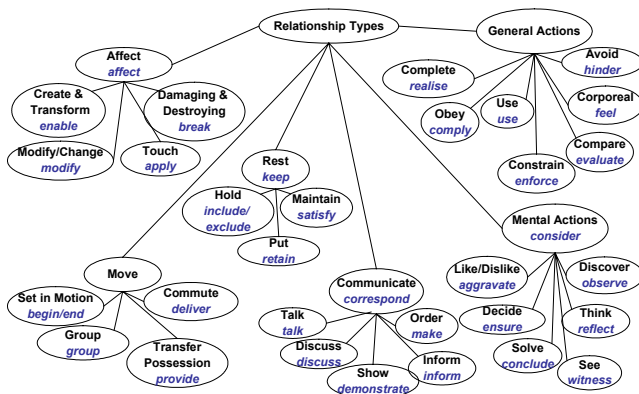 Relationship Types
General Actions
Affect
affect
Create &
Transform
enable
Damaging &
Destroying
break
Modify/Change
modify
Touch
apply
Complete
realise
Avoid
hinder
Obey
comply
Use
use
Corporeal
feel
Constrain
enforce
Compare
evaluate
Rest
keep
Hold
include/
exclude
Maintain
satisfy
Put
retain
Mental Actions
consider
Like/Dislike
aggravate
Discover
observe
Decide
ensure
Think
reflect
Solve
conclude
See
witness
Move
Set in Motion
begin/end
Commute
deliver
Group
group
Transfer
Possession
provide
Communicate
correspond
Talk
talk
Order
make
Discuss
discuss
Inform
inform
Show
demonstrate